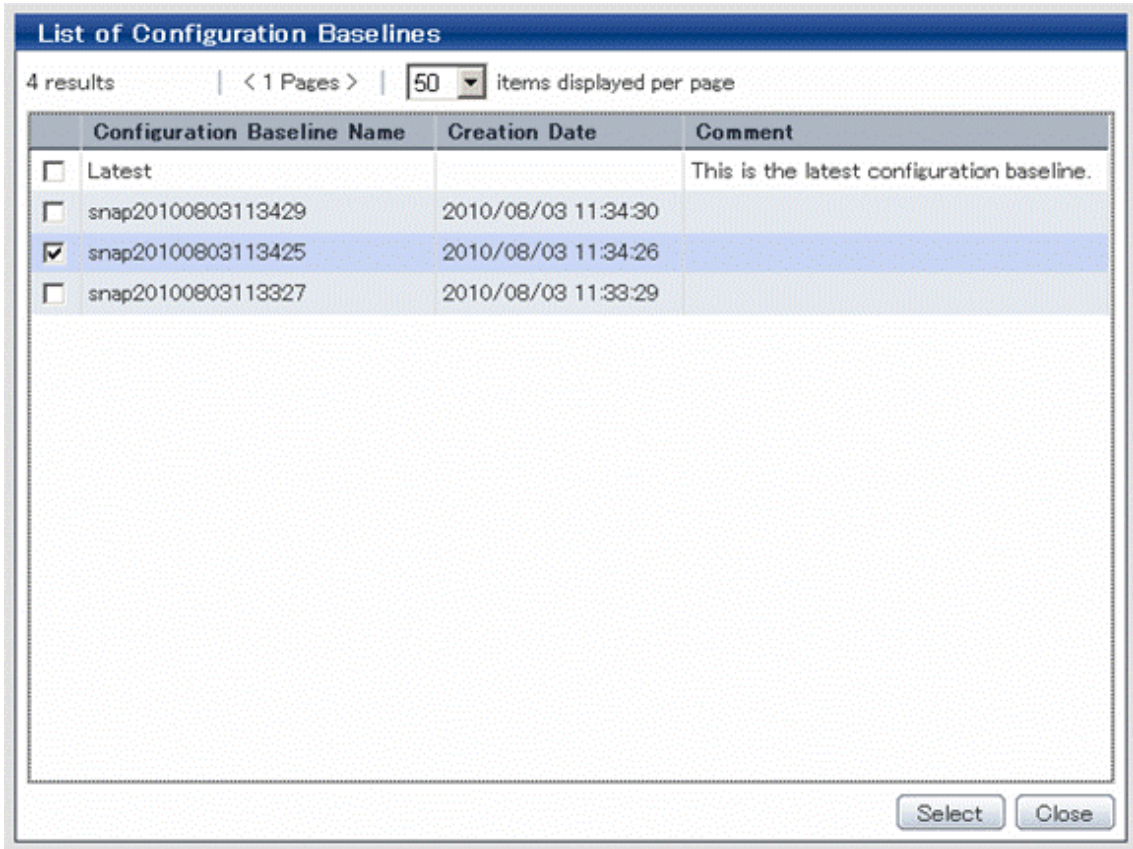 List of Configuration Baselines
4 results | < 1 Pages > | 50 items displayed per page
Configuration Baseline Name Creation Date Comment
Latest This is the latest configuration baseline.
snap20100803113429 2010/08/03 11:34:30
snap20100803113425 2010/08/03 11:34:26
snap20100803113327 2010/08/03 11:33:29
Select Close